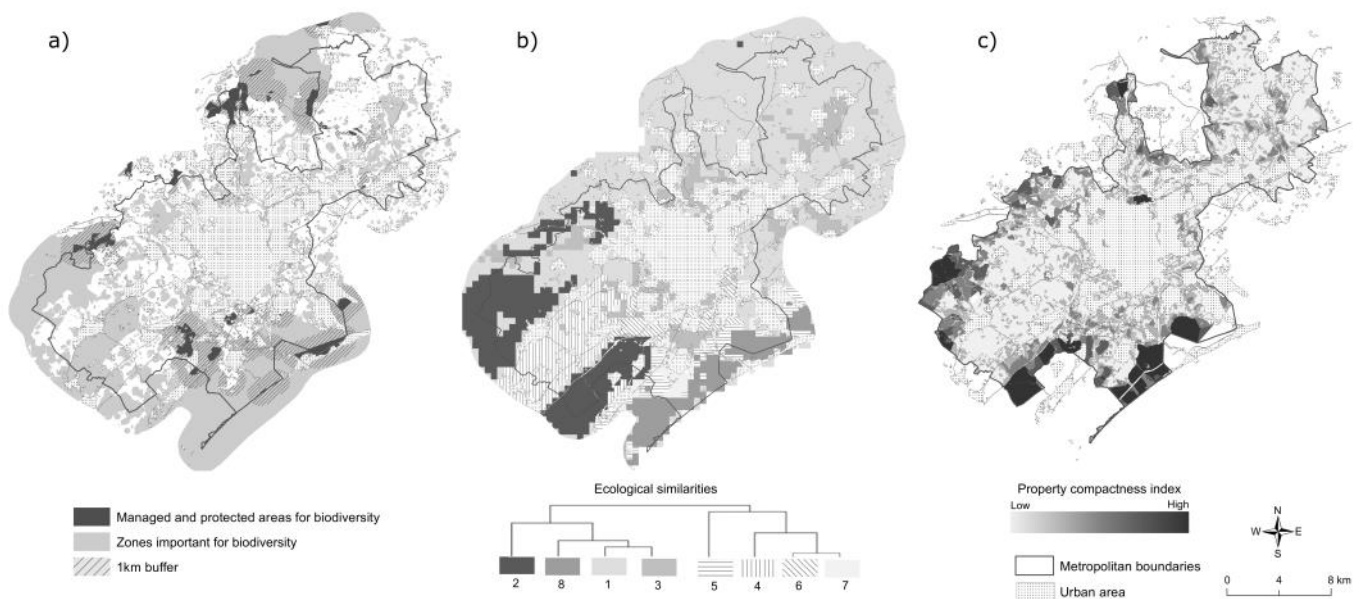 a)
b)
c)
Managed and protected areas for biodiversity
Zones important for biodiversity
1km buffer
Ecological similarities
2 8 1 3 5 4 6 7
Property compactness index
Low High
Metropolitan boundaries
Urban area
N
W E
S
0 4 8 km